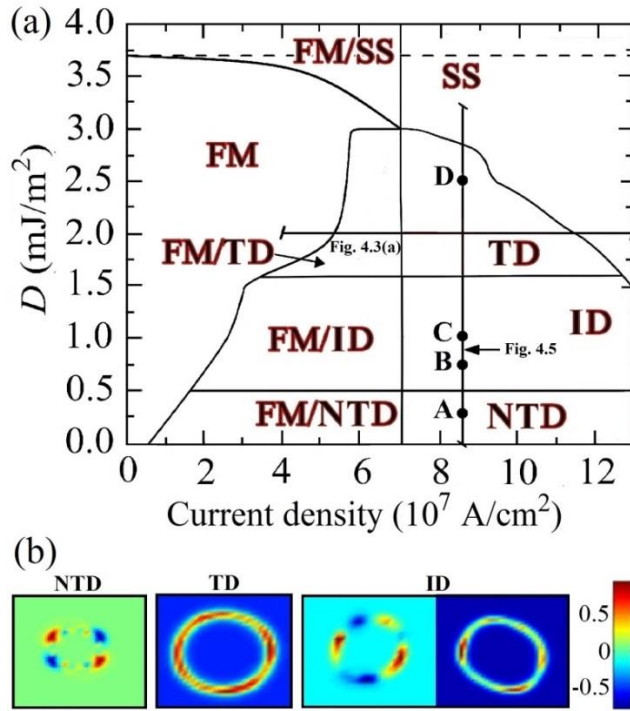 (a)
4.0
3.5
3.0
2.5
2.0
1.5
1.0
0.5
0.0
D (mJ/m²)
FM/SS
SS
FM
D
FM/TD
Fig. 4.3(a)
TD
C
ID
FM/ID
Fig. 4.5
B
FM/NTD
A
NTD
0 2 4 6 8 10 12
Current density (10⁷ A/cm²)
(b)
NTD TD ID
0.5
0
-0.5